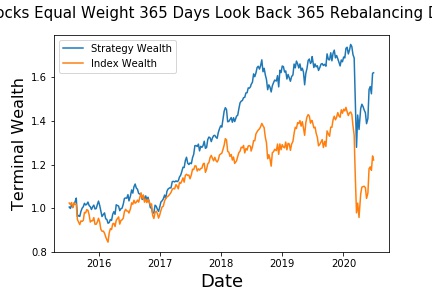 ocks Equal Weight 365 Days Look Back 365 Rebalancing D
Strategy Wealth
Index Wealth
Terminal Wealth
1.6
1.4
1.2
1.0
0.8
2016 2017 2018 2019 2020
Date